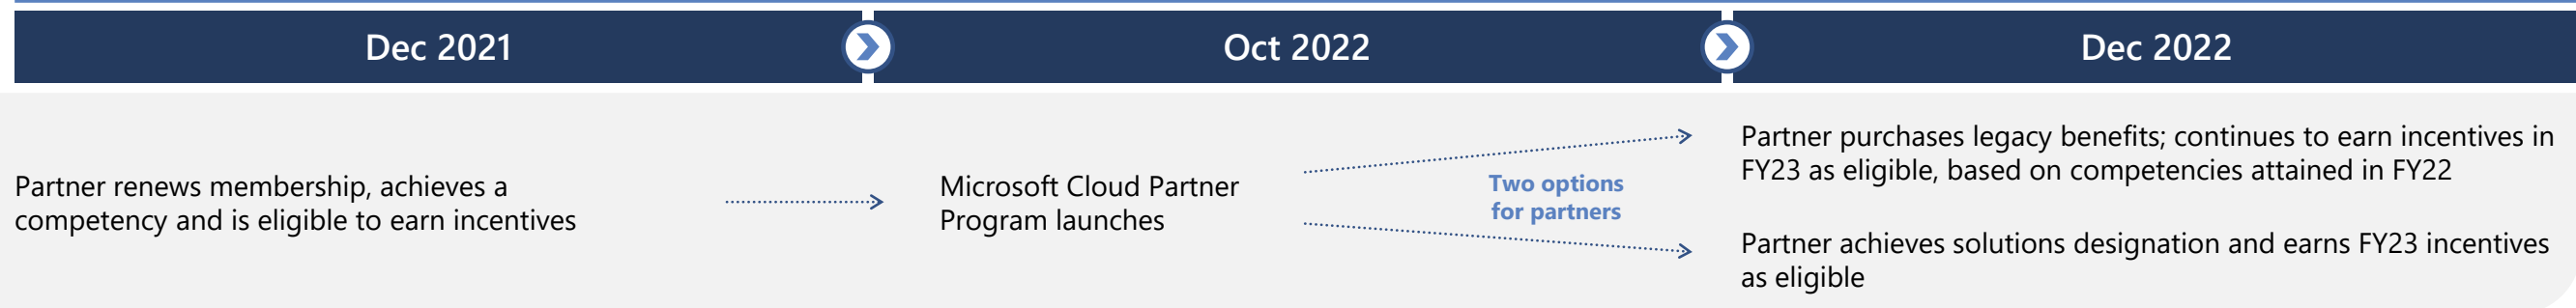 Dec 2021
Oct 2022
Dec 2022
Partner renews membership, achieves a
competency and is eligible to earn incentives
Microsoft Cloud Partner
Program launches
Two options
for partners
Partner purchases legacy benefits; continues to earn incentives in
FY23 as eligible, based on competencies attained in FY22
Partner achieves solutions designation and earns FY23 incentives
as eligible